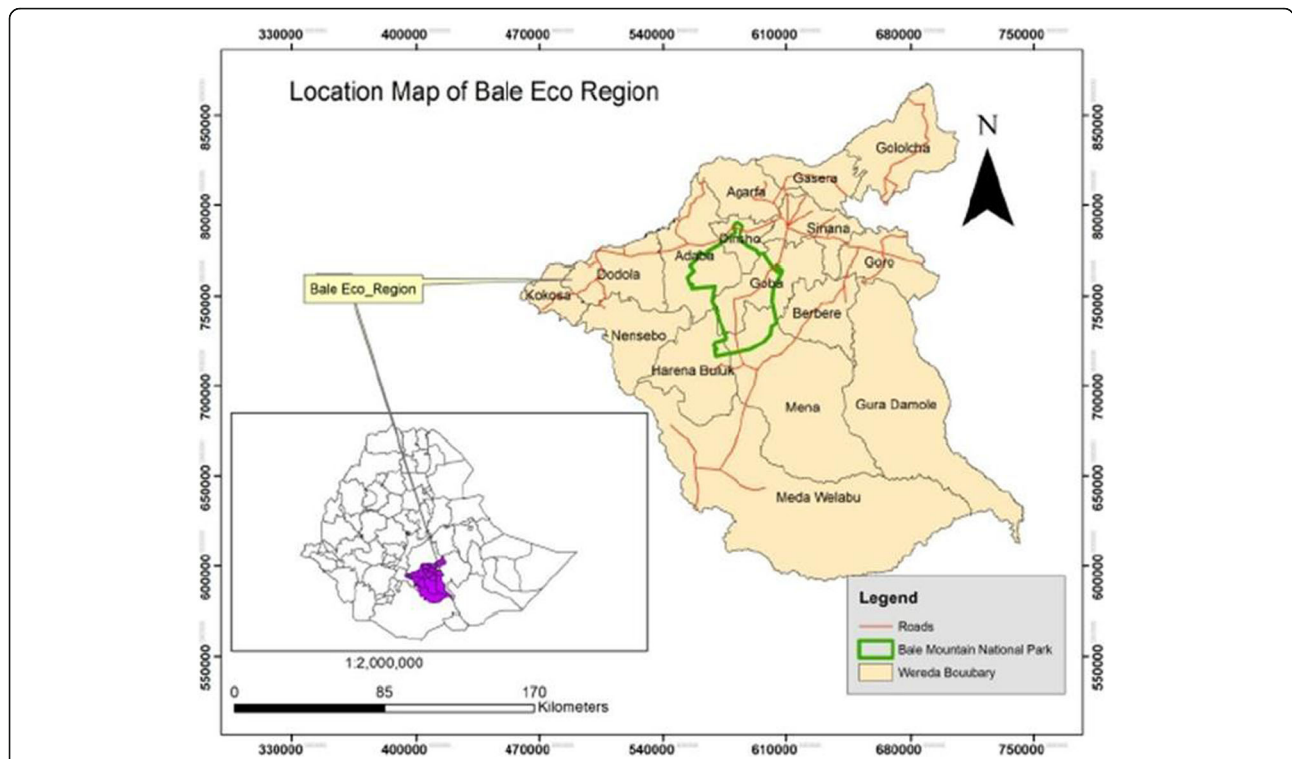 330000 400000 470000 540000 610000 680000 750000
Location Map of Bale Eco Region
850000 800000 750000 700000 650000 600000 550000
N
850000 800000 750000 700000 650000 600000 550000
Gololcha
Gasera
Agarfa
Sinana
Dinsho
Adaba
Goro
Dodola
Goba
Bale Eco_Region
Kokosa
Berbere
Nensebo
Harena Buluk
Mena
Gura Damole
Meda Welabu
Legend
Roads
Bale Mountain National Park
Wereda Bouubary
1:2,000,000
0 85 170
Kilometers
330000 400000 470000 540000 610000 680000 750000